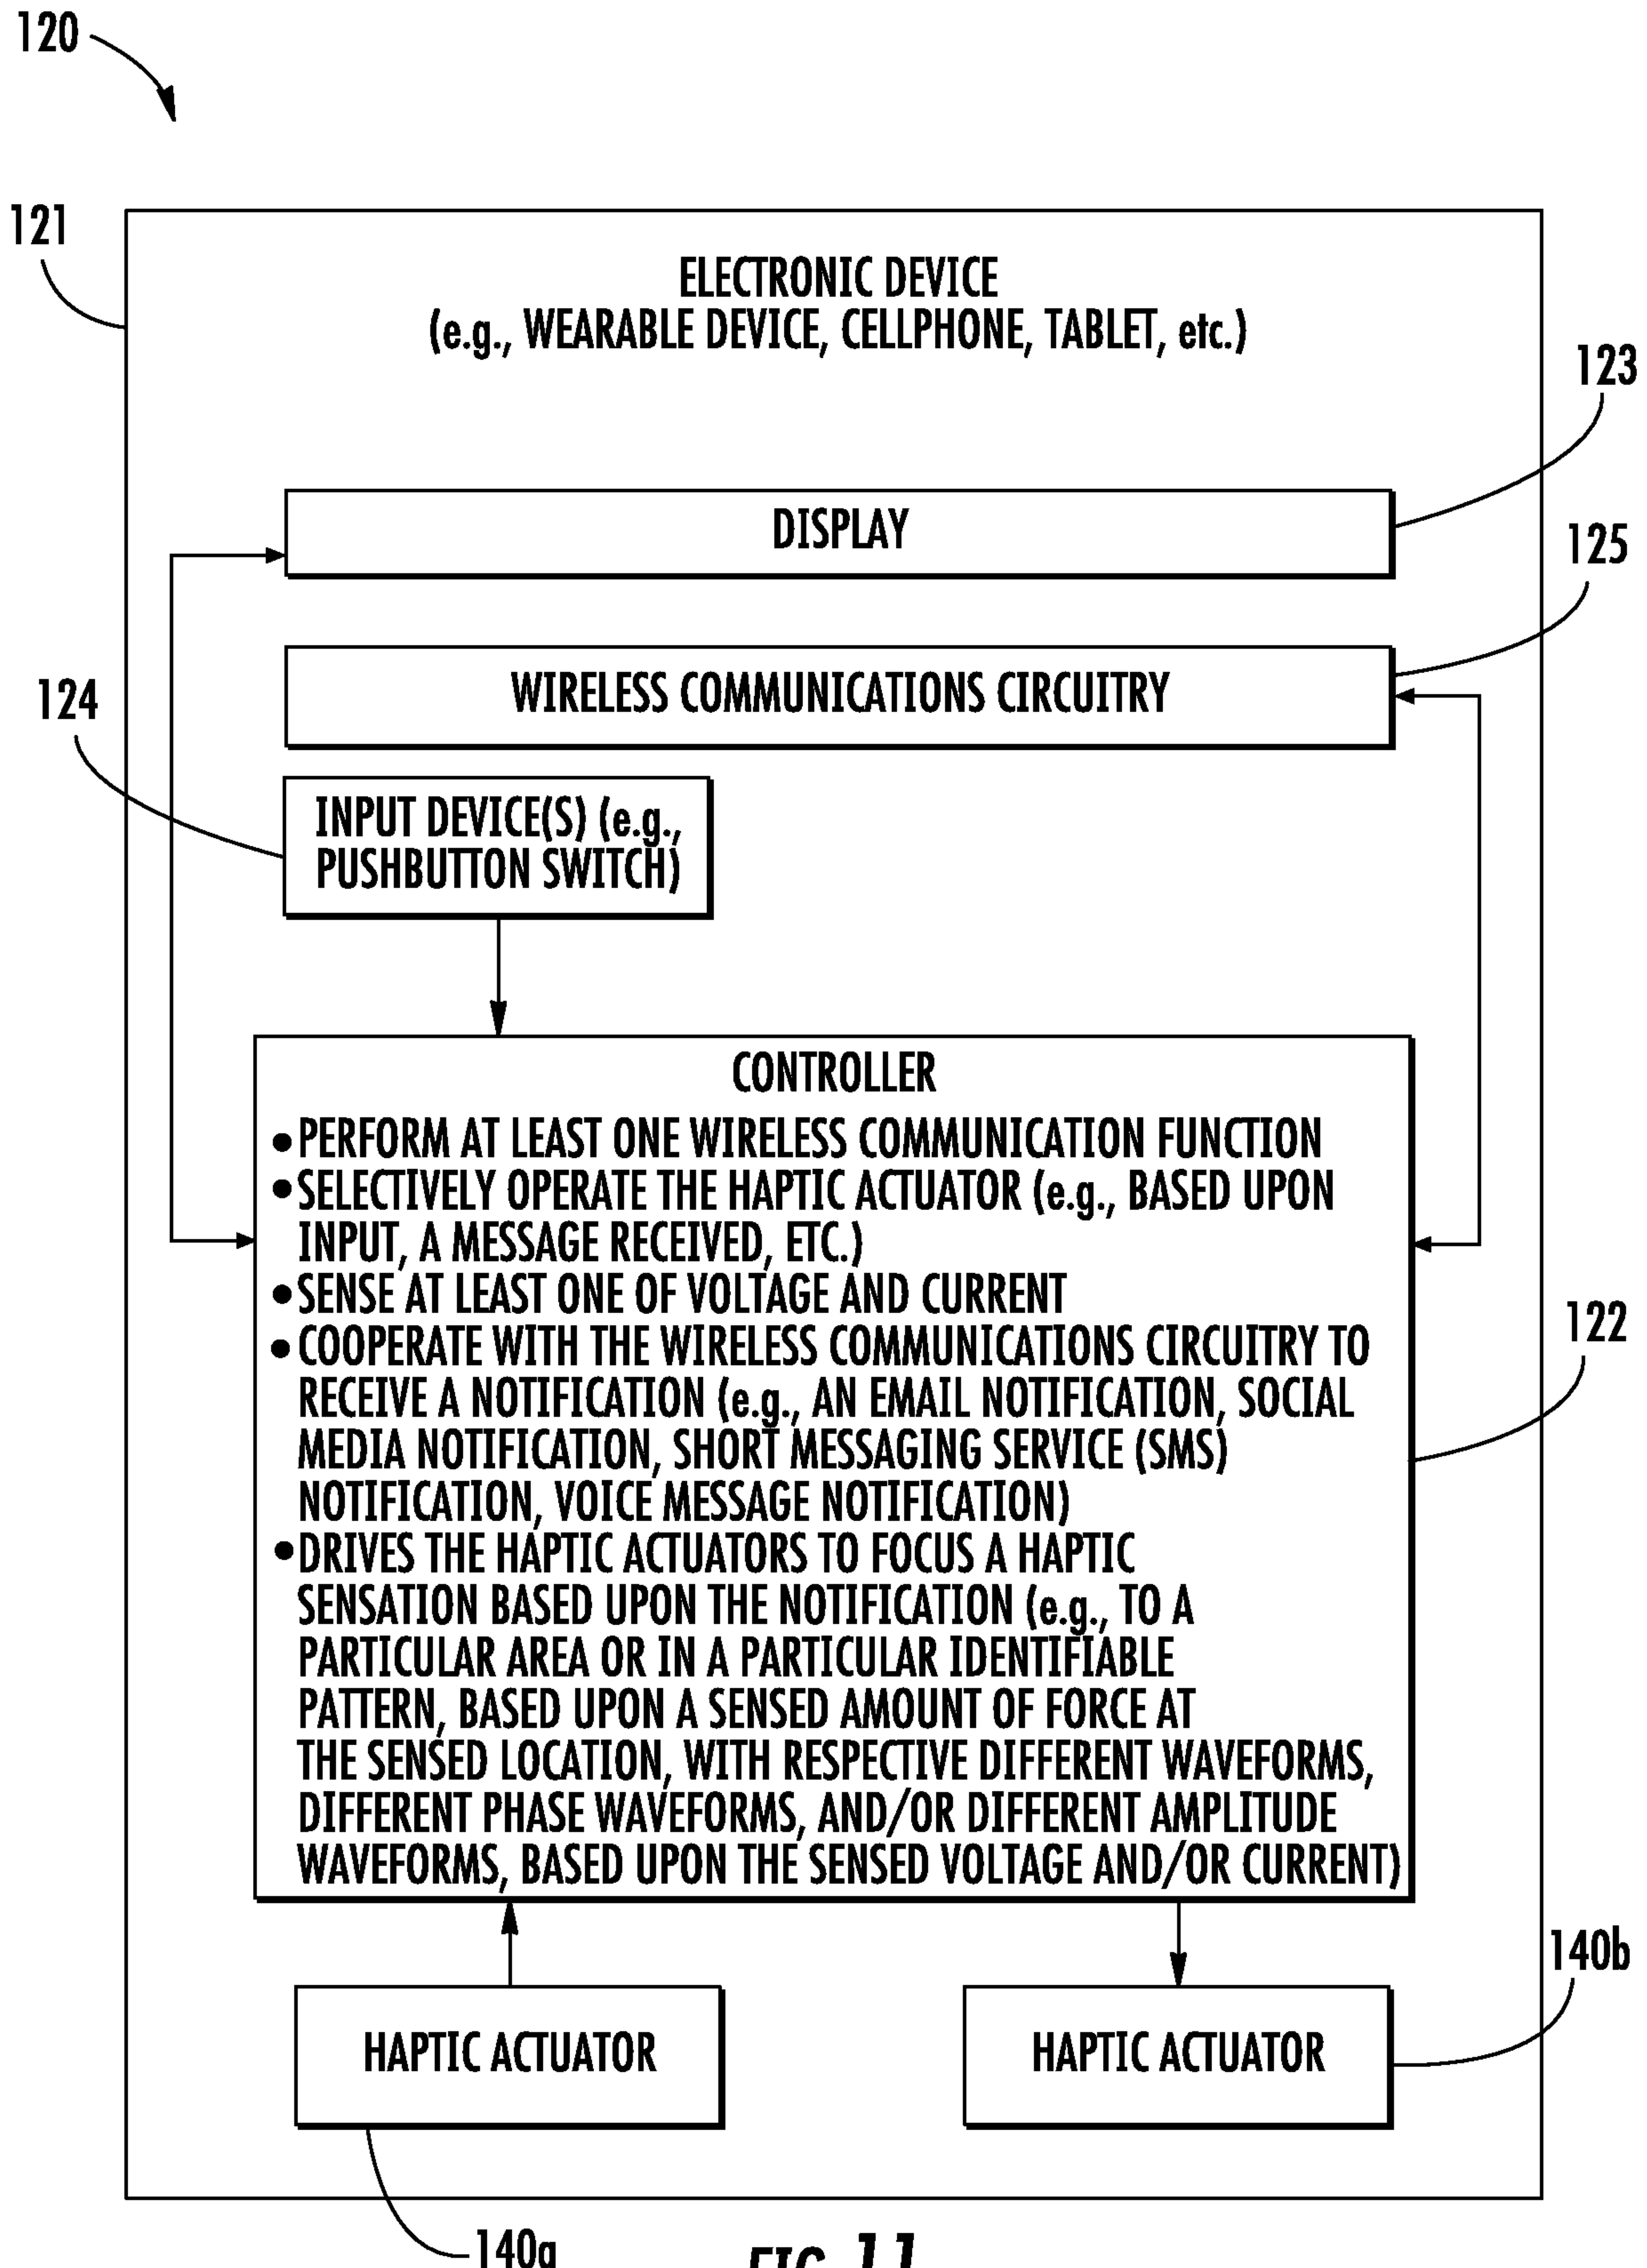 120
121
ELECTRONIC DEVICE
(e.g., WEARABLE DEVICE, CELLPHONE, TABLET, etc.)
123
DISPLAY
125
WIRELESS COMMUNICATIONS CIRCUITRY
124
INPUT DEVICE(S) (e.g.,
PUSHBUTTON SWITCH)
CONTROLLER
• PERFORM AT LEAST ONE WIRELESS COMMUNICATION FUNCTION
• SELECTIVELY OPERATE THE HAPTIC ACTUATOR (e.g., BASED UPON
INPUT, A MESSAGE RECEIVED, ETC.)
• SENSE AT LEAST ONE OF VOLTAGE AND CURRENT
• COOPERATE WITH THE WIRELESS COMMUNICATIONS CIRCUITRY TO
RECEIVE A NOTIFICATION (e.g., AN EMAIL NOTIFICATION, SOCIAL
MEDIA NOTIFICATION, SHORT MESSAGING SERVICE (SMS)
NOTIFICATION, VOICE MESSAGE NOTIFICATION)
• DRIVES THE HAPTIC ACTUATORS TO FOCUS A HAPTIC
SENSATION BASED UPON THE NOTIFICATION (e.g., TO A
PARTICULAR AREA OR IN A PARTICULAR IDENTIFIABLE
PATTERN, BASED UPON A SENSED AMOUNT OF FORCE AT
THE SENSED LOCATION, WITH RESPECTIVE DIFFERENT WAVEFORMS,
DIFFERENT PHASE WAVEFORMS, AND/OR DIFFERENT AMPLITUDE
WAVEFORMS, BASED UPON THE SENSED VOLTAGE AND/OR CURRENT)
122
140b
HAPTIC ACTUATOR
HAPTIC ACTUATOR
140a
FIG. 11